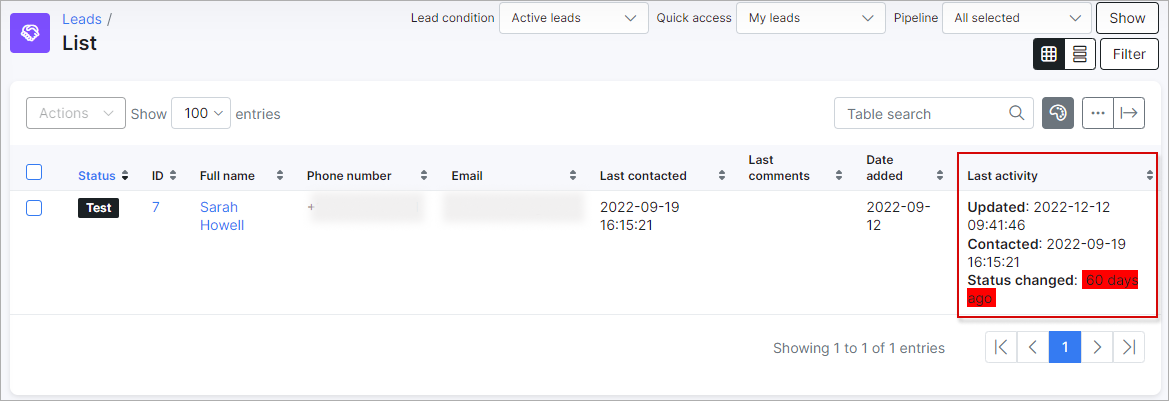 Leads /
List
Lead condition Active leads Quick access My leads Pipeline All selected Show
Filter
Actions Show 100 entries Table search ···
Status ID Full name Phone number Email Last contacted Last comments Date added Last activity
Test 7 Sarah Howell + 2022-09-19 16:15:21 2022-09-12
Updated: 2022-12-12
09:41:46
Contacted: 2022-09-19
16:15:21
Status changed: 60 days
ago
Showing 1 to 1 of 1 entries 1